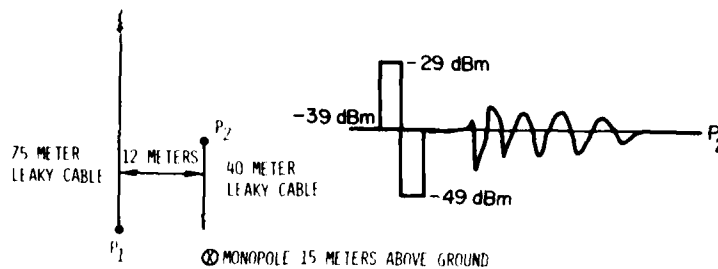 -29 dBm
-39 dBm
P2
P2
75 METER
LEAKY CABLE
12 METERS
40 METER
LEAKY CABLE
-49 dBm
P1
MONOPOLE 15 METERS ABOVE GROUND